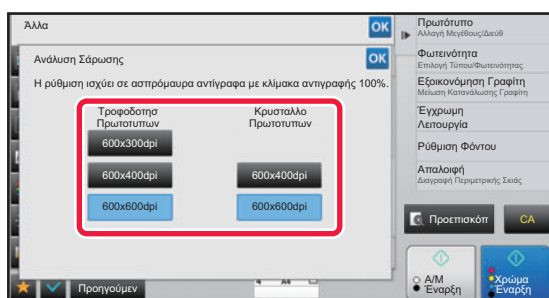 Άλλα
OK
Ανάλυση Σάρωσης
OK
Η ρύθμιση ισχύει σε ασπρόμαυρα αντίγραφα με κλίμακα αντιγραφής 100%.
Τροφοδοτησ
Πρωτοτυπων
Κρυσταλλο
Πρωτοτυπων
600x300dpi
600x400dpi
600x400dpi
600x600dpi
600x600dpi
Προηγούμεν
Πρωτότυπο
Αλλαγή Μεγέθους/Διεύθ
Φωτεινότητα
Επιλογή Τύπου/Φωτεινότητας
Εξοικονόμηση Γραφίτη
Μείωση Κατανάλωσης Γραφίτη
Έγχρωμη
Λειτουργία
Ρύθμιση Φόντου
Απαλοιφή
Διαγραφή Περιμετρικής Σκιάς
Προεπισκόπ
CA
Α/Μ
Έναρξη
Χρώμα
Έναρξη